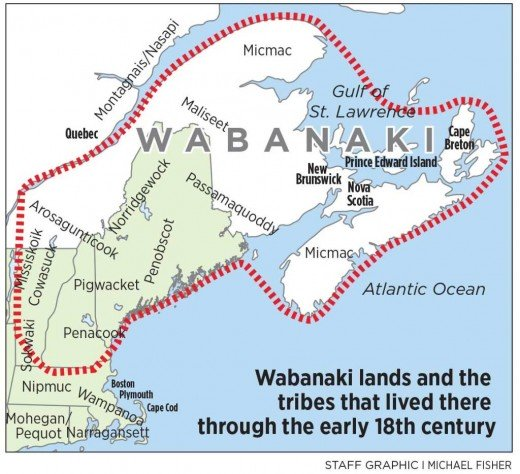 Micmac
Montagnais/Nasapi
Gulf of
St. Lawrence
Maliseet
Quebec
WABANAKI
Cape
Breton
Prince Edward Island
Norridgewock
New
Brunswick
Passamaquoddy
Nova
Scotia
Arosagunticook
Missiskoik
Cowasuck
Penobscot
Micmac
Pigwacket
Atlantic Ocean
Sokwaki
Penacook
Nipmuc
Boston
Plymouth
Wampanoa
Cape Cod
Mohegan/
Pequot
Narragansett
Wabanaki lands and the
tribes that lived there
through the early 18th century
STAFF GRAPHIC | MICHAEL FISHER